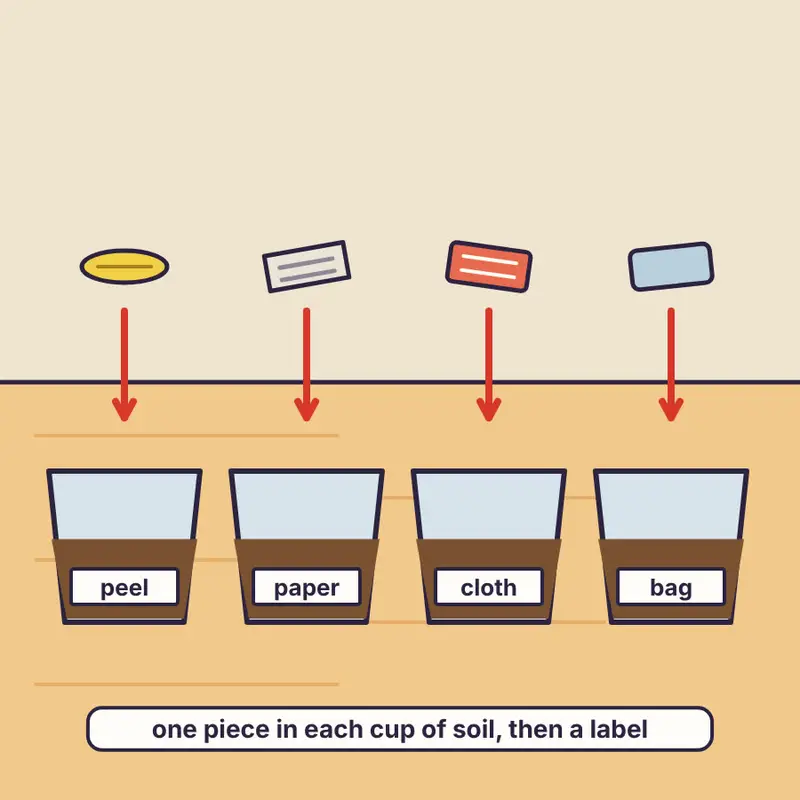 peel
paper
cloth
bag
one piece in each cup of soil, then a label